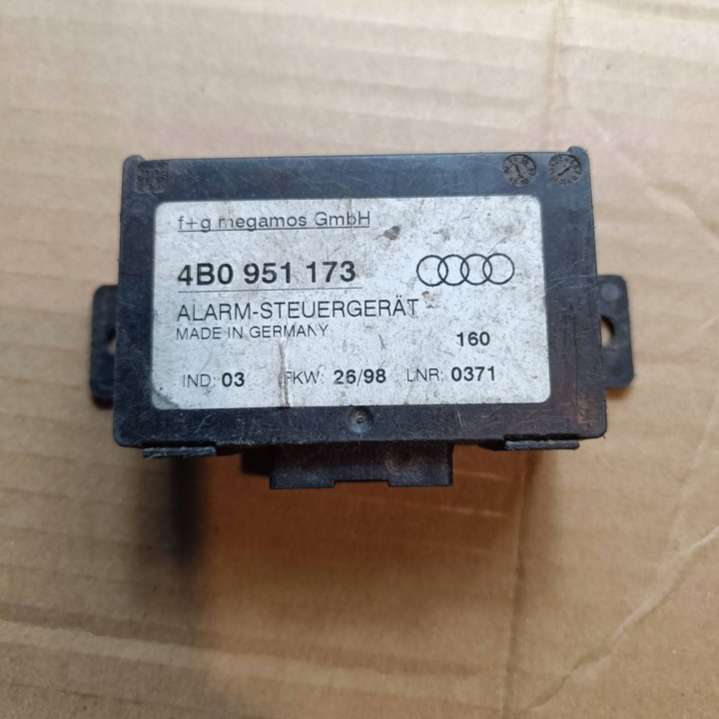 f+g megamos GmbH
4B0 951 173
ALARM-STEUERGERÄT
MADE IN GERMANY
160
IND: 03 FKW: 26/98 LNR: 0371